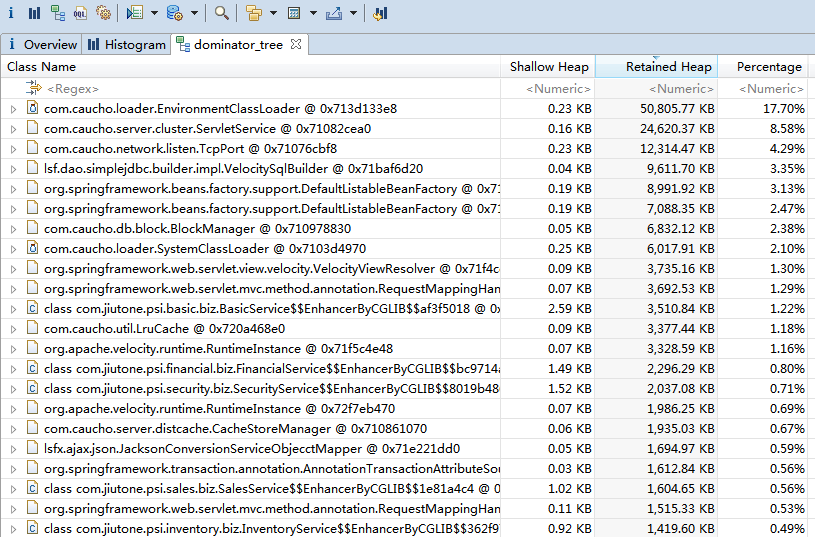 i OQL
i Overview Histogram dominator_tree
Class Name Shallow Heap Retained Heap Percentage
<Regex> <Numeric> <Numeric> <Numeric>
com.caucho.loader.EnvironmentClassLoader @ 0x713d133e8 0.23 KB 50,805.77 KB 17.70%
com.caucho.server.cluster.ServletService @ 0x71082cea0 0.16 KB 24,620.37 KB 8.58%
com.caucho.network.listen.TcpPort @ 0x71076cbf8 0.23 KB 12,314.47 KB 4.29%
lsf.dao.simplejdbc.builder.impl.VelocitySqlBuilder @ 0x71baf6d20 0.04 KB 9,611.70 KB 3.35%
org.springframework.beans.factory.support.DefaultListableBeanFactory @ 0x71 0.19 KB 8,991.92 KB 3.13%
org.springframework.beans.factory.support.DefaultListableBeanFactory @ 0x71 0.19 KB 7,088.35 KB 2.47%
com.caucho.db.block.BlockManager @ 0x710978830 0.05 KB 6,832.12 KB 2.38%
com.caucho.loader.SystemClassLoader @ 0x7103d4970 0.25 KB 6,017.91 KB 2.10%
org.springframework.web.servlet.view.velocity.VelocityViewResolver @ 0x71f4c 0.09 KB 3,735.16 KB 1.30%
org.springframework.web.servlet.mvc.method.annotation.RequestMappingHan 0.07 KB 3,692.53 KB 1.29%
class com.jiutone.psi.basic.biz.BasicService$$EnhancerByCGLIB$$af3f5018 @ 0x 2.59 KB 3,510.84 KB 1.22%
com.caucho.util.LruCache @ 0x720a468e0 0.09 KB 3,377.44 KB 1.18%
org.apache.velocity.runtime.RuntimeInstance @ 0x71f5c4e48 0.07 KB 3,328.59 KB 1.16%
class com.jiutone.psi.financial.biz.FinancialService$$EnhancerByCGLIB$$bc9714 1.49 KB 2,296.29 KB 0.80%
class com.jiutone.psi.security.biz.SecurityService$$EnhancerByCGLIB$$8019b48 1.52 KB 2,037.08 KB 0.71%
org.apache.velocity.runtime.RuntimeInstance @ 0x72f7eb470 0.07 KB 1,986.25 KB 0.69%
com.caucho.server.distcache.CacheStoreManager @ 0x710861070 0.06 KB 1,935.03 KB 0.67%
lsfx.ajax.json.JacksonConversionServiceObjecctMapper @ 0x71e221dd0 0.05 KB 1,694.97 KB 0.59%
org.springframework.transaction.annotation.AnnotationTransactionAttributeSou 0.03 KB 1,612.84 KB 0.56%
class com.jiutone.psi.sales.biz.SalesService$$EnhancerByCGLIB$$1e81a4c4 @ 0 1.02 KB 1,604.65 KB 0.56%
org.springframework.web.servlet.mvc.method.annotation.RequestMappingHan 0.11 KB 1,515.33 KB 0.53%
class com.jiutone.psi.inventory.biz.InventoryService$$EnhancerByCGLIB$$362f9 0.92 KB 1,419.60 KB 0.49%